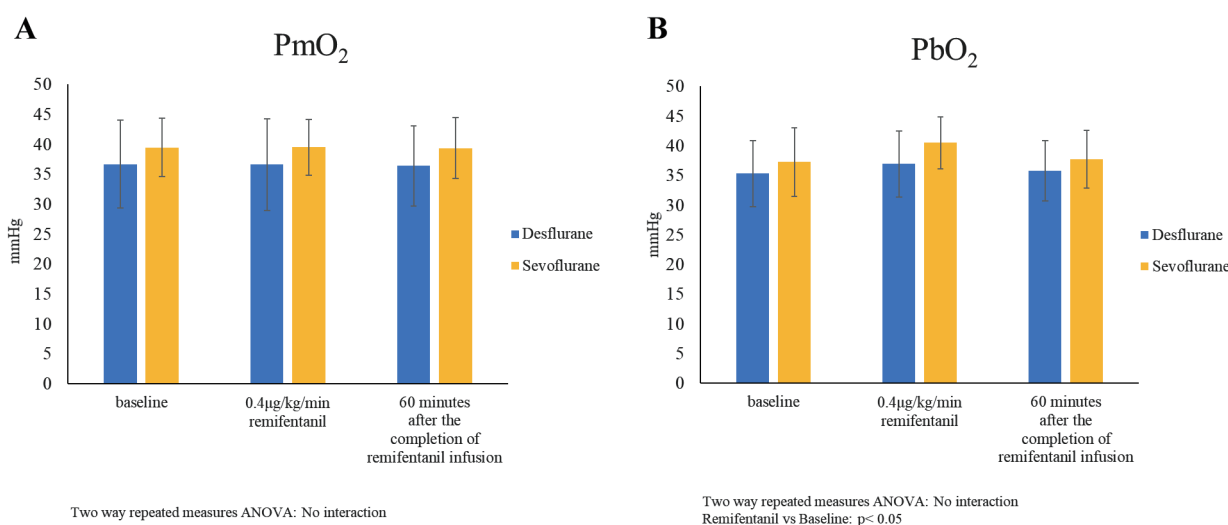 A
PmO₂
50
45
40
35
30
25
20
15
10
5
0
mmHg
baseline
0.4μg/kg/min
remifentanil
60 minutes
after the
completion of
remifentanil infusion
Desflurane
Sevoflurane
Two way repeated measures ANOVA: No interaction
B
PbO₂
50
45
40
35
30
25
20
15
10
5
0
mmHg
baseline
0.4μg/kg/min
remifentanil
60 minutes
after the
completion of
remifentanil infusion
Desflurane
Sevoflurane
Two way repeated measures ANOVA: No interaction
Remifentanil vs Baseline: p< 0.05